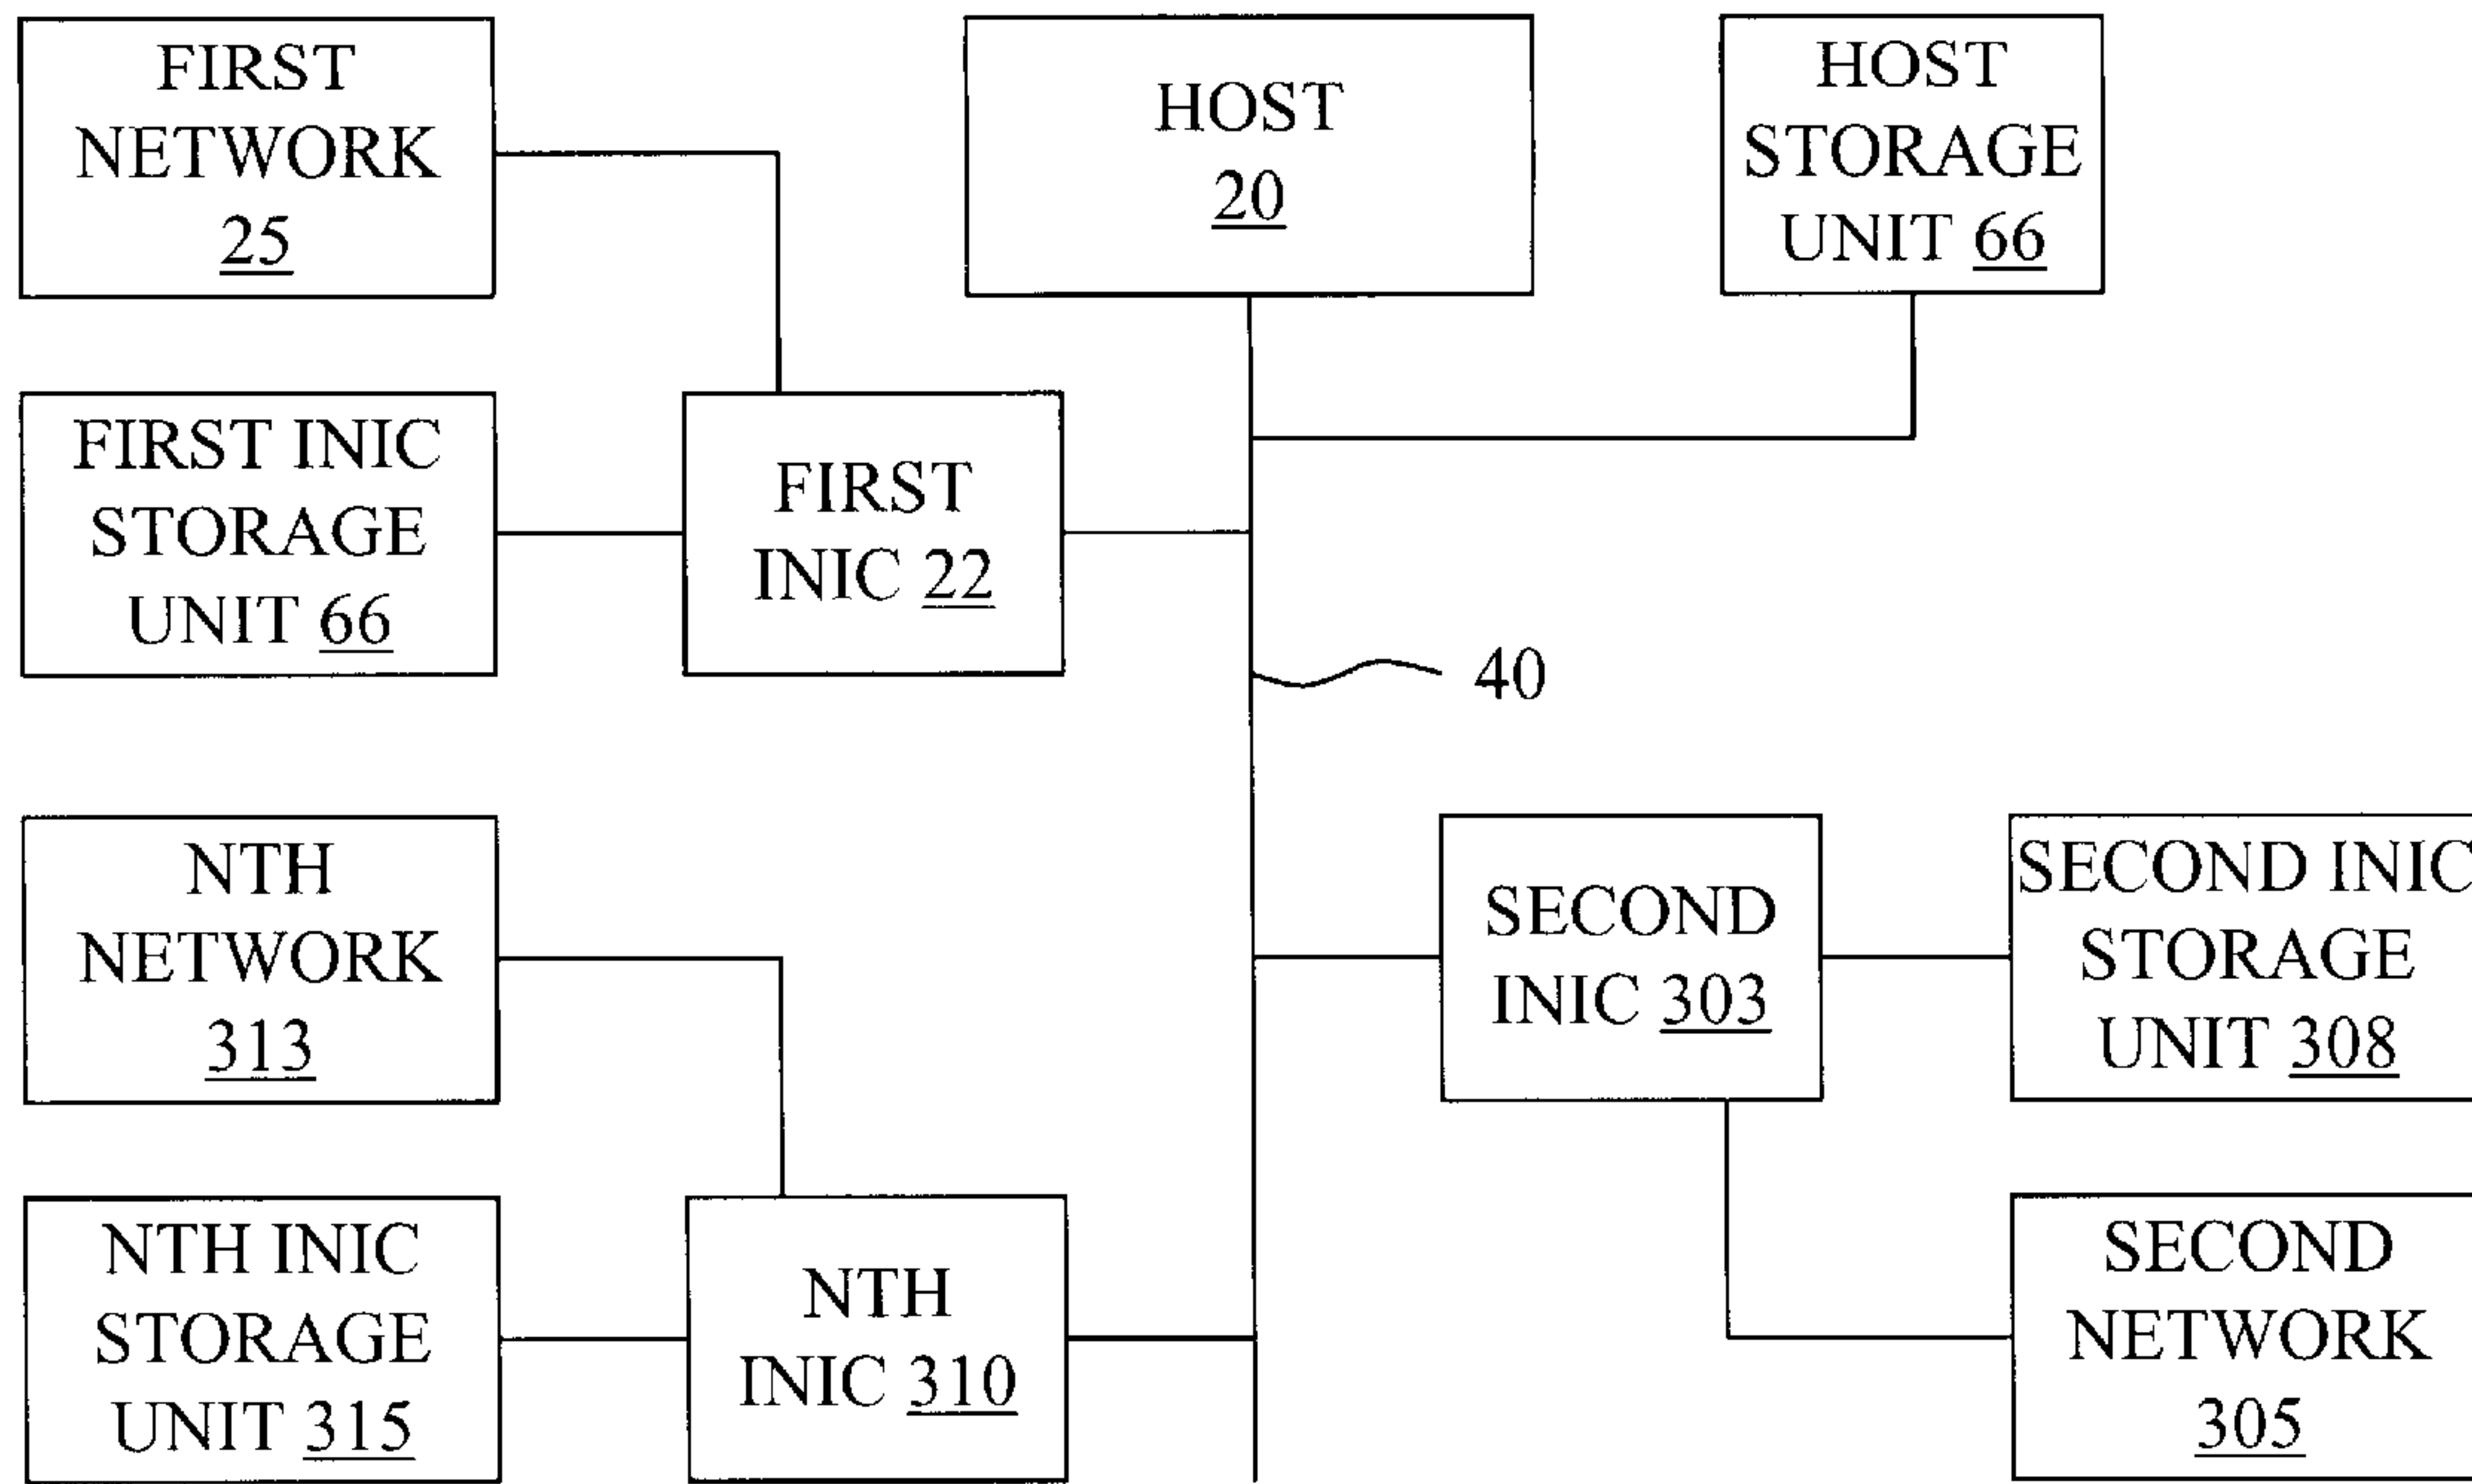 FIRST
NETWORK
25
HOST
20
HOST
STORAGE
UNIT 66
FIRST INIC
STORAGE
UNIT 66
FIRST
INIC 22
40
NTH
NETWORK
313
SECOND
INIC 303
SECOND INIC
STORAGE
UNIT 308
NTH INIC
STORAGE
UNIT 315
NTH
INIC 310
SECOND
NETWORK
305